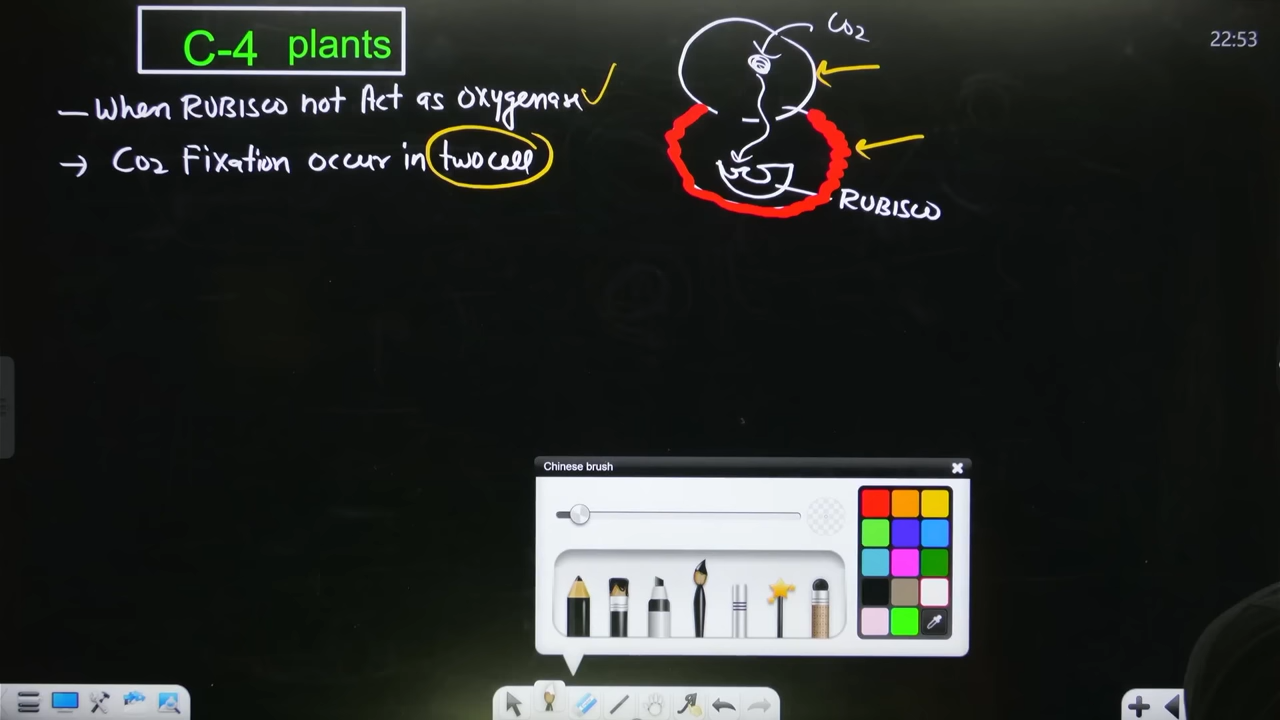 C-4 plants
CO2
22:53
- When RUBISCO not Act as oxygenase ✓
→ CO2 Fixation occur in two cell
RUBISCO
Chinese brush